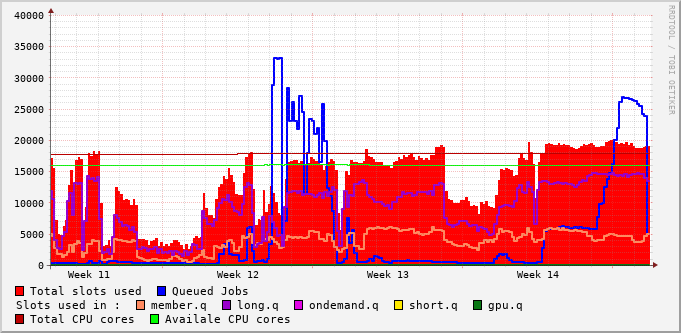 RRDTOOL / TOBI OETIKER
40000
35000
30000
25000
20000
15000
10000
5000
0
Week 11 Week 12 Week 13 Week 14
Total slots used Queued Jobs
Slots used in : member.q long.q ondemand.q short.q gpu.q
Total CPU cores Availale CPU cores